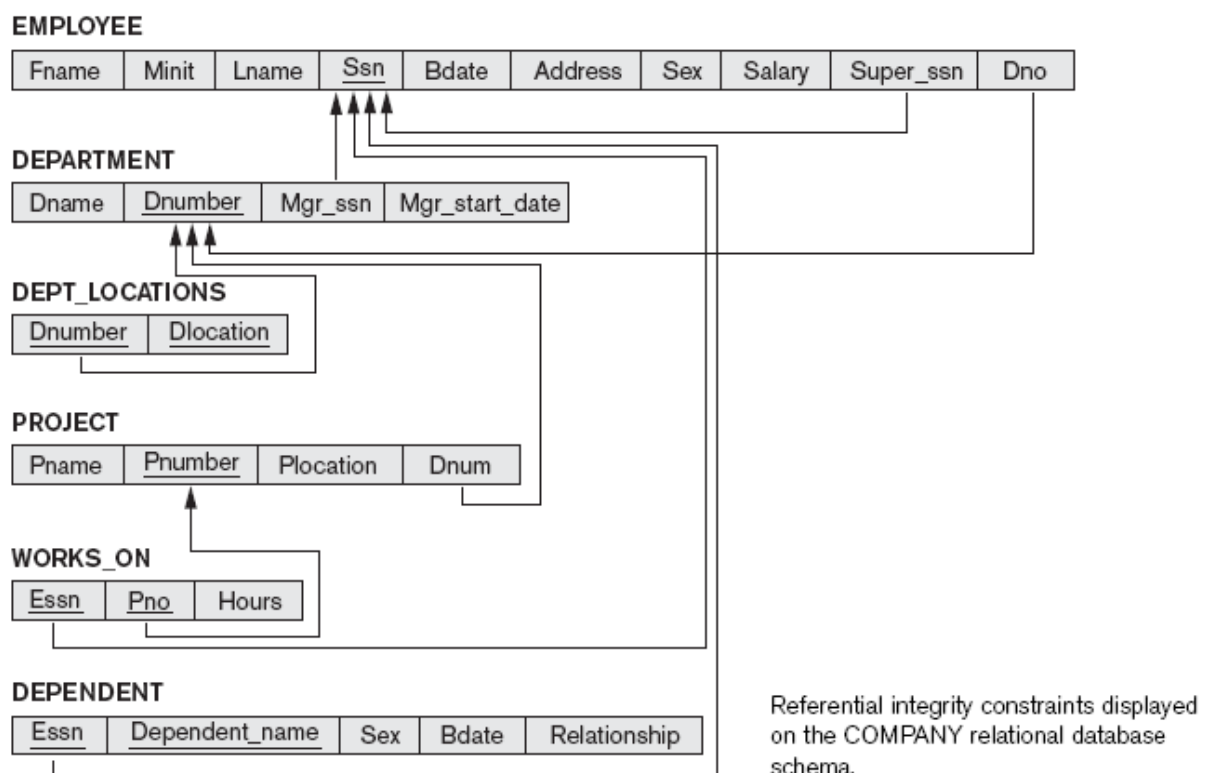 EMPLOYEE
Fname Minit Lname Ssn Bdate Address Sex Salary Super_ssn Dno
DEPARTMENT
Dname Dnumber Mgr_ssn Mgr_start_date
DEPT_LOCATIONS
Dnumber Dlocation
PROJECT
Pname Pnumber Plocation Dnum
WORKS_ON
Essn Pno Hours
DEPENDENT
Essn Dependent_name Sex Bdate Relationship
Referential integrity constraints displayed
on the COMPANY relational database
schema.